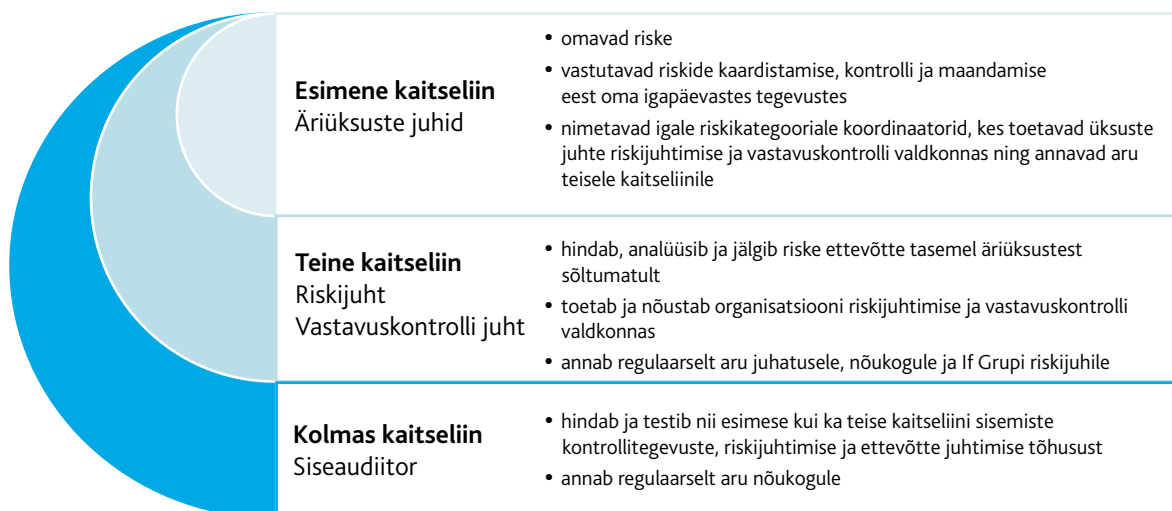 Esimene kaitseliin
Äriüksuste juhid
• omavad riske
• vastutavad riskide kaardistamise, kontrolli ja maandamise
eest oma igapäevastes tegevustes
• nimetavad igale riskikategooriale koordinaatorid, kes toetavad üksuste
juhte riskijuhtimise ja vastavuskontrolli valdkonnas ning annavad aru
teisele kaitseliinile
Teine kaitseliin
Riskijuht
Vastavuskontrolli juht
• hindab, analüüsib ja jälgib riske ettevõtte tasemel äriüksustest
sõltumatult
• toetab ja nõustab organisatsiooni riskijuhtimise ja vastavuskontrolli
valdkonnas
• annab regulaarselt aru juhatusele, nõukogule ja If Grupi riskijuhile
Kolmas kaitseliin
Siseaudiitor
• hindab ja testib nii esimese kui ka teise kaitseliini sisemiste
kontrollitegevuste, riskijuhtimise ja ettevõtte juhtimise tõhusust
• annab regulaarselt aru nõukogule